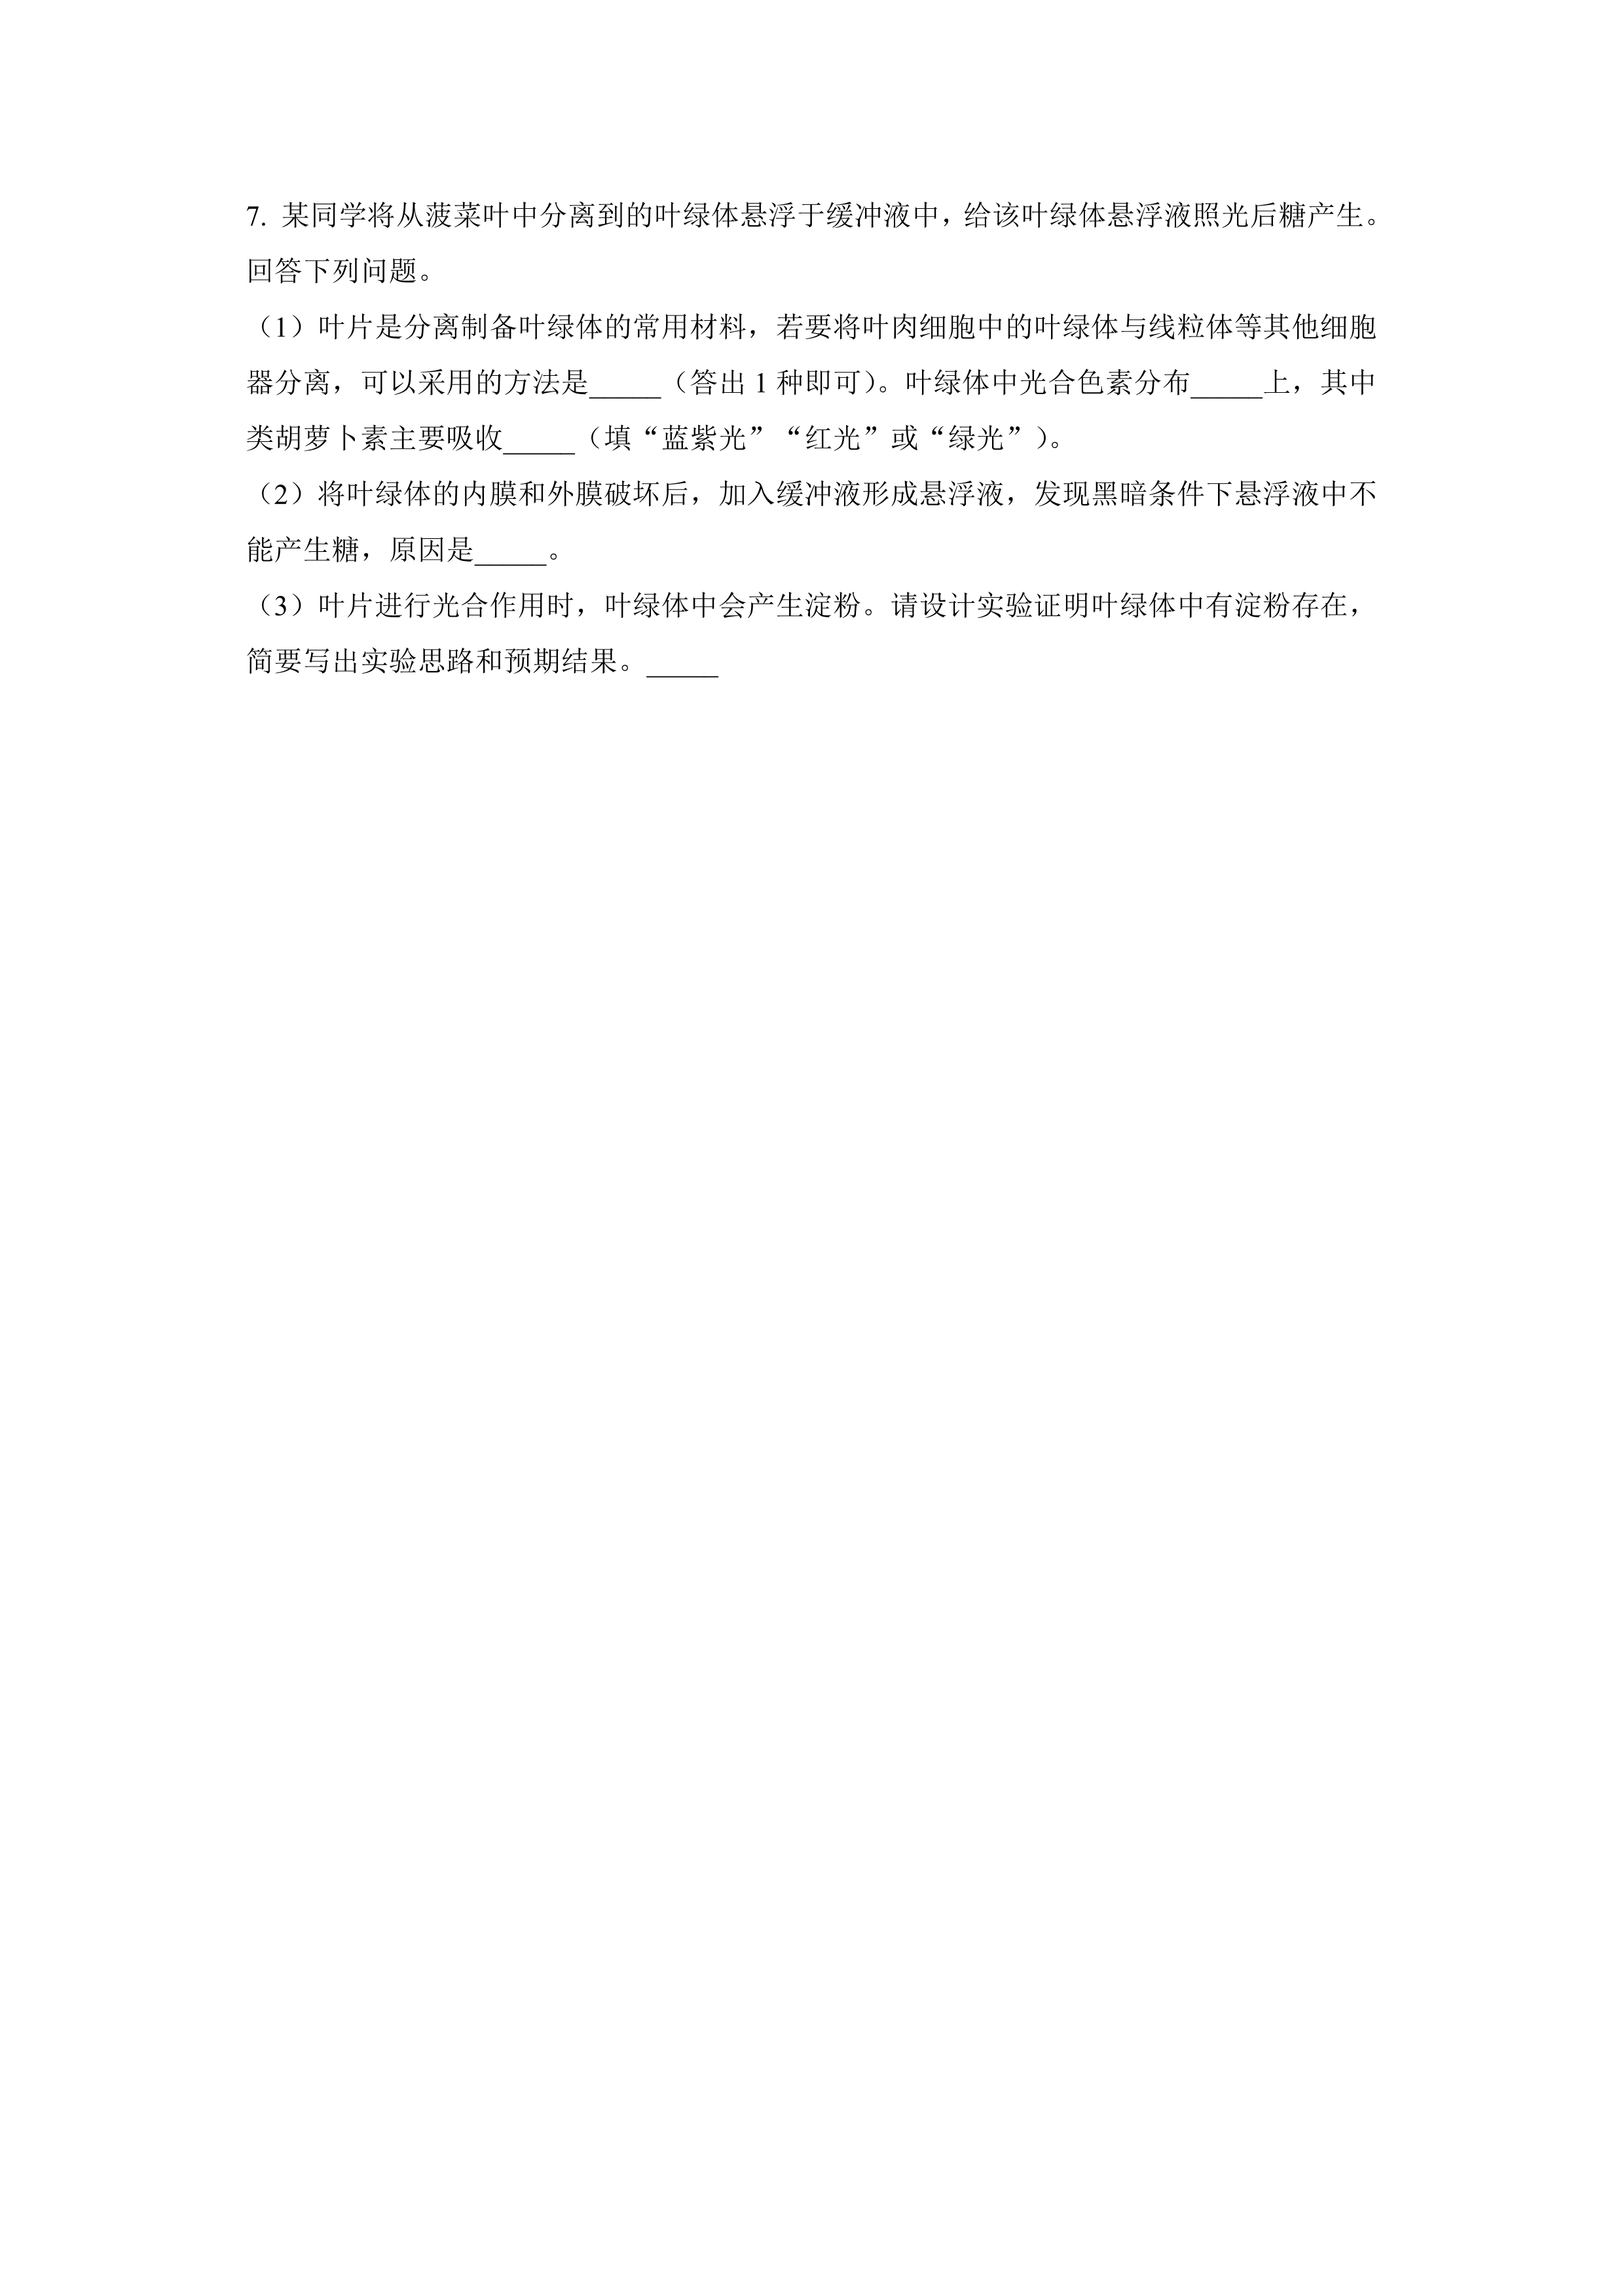 7. 某同学将从菠菜叶中分离到的叶绿体悬浮于缓冲液中，给该叶绿体悬浮液照光后糖产生。
回答下列问题。
（1）叶片是分离制备叶绿体的常用材料，若要将叶肉细胞中的叶绿体与线粒体等其他细胞
器分离，可以采用的方法是_____（答出 1 种即可）。叶绿体中光合色素分布_____上，其中
类胡萝卜素主要吸收_____（填“蓝紫光”“红光”或“绿光”）。
（2）将叶绿体的内膜和外膜破坏后，加入缓冲液形成悬浮液，发现黑暗条件下悬浮液中不
能产生糖，原因是_____。
（3）叶片进行光合作用时，叶绿体中会产生淀粉。请设计实验证明叶绿体中有淀粉存在，
简要写出实验思路和预期结果。_____